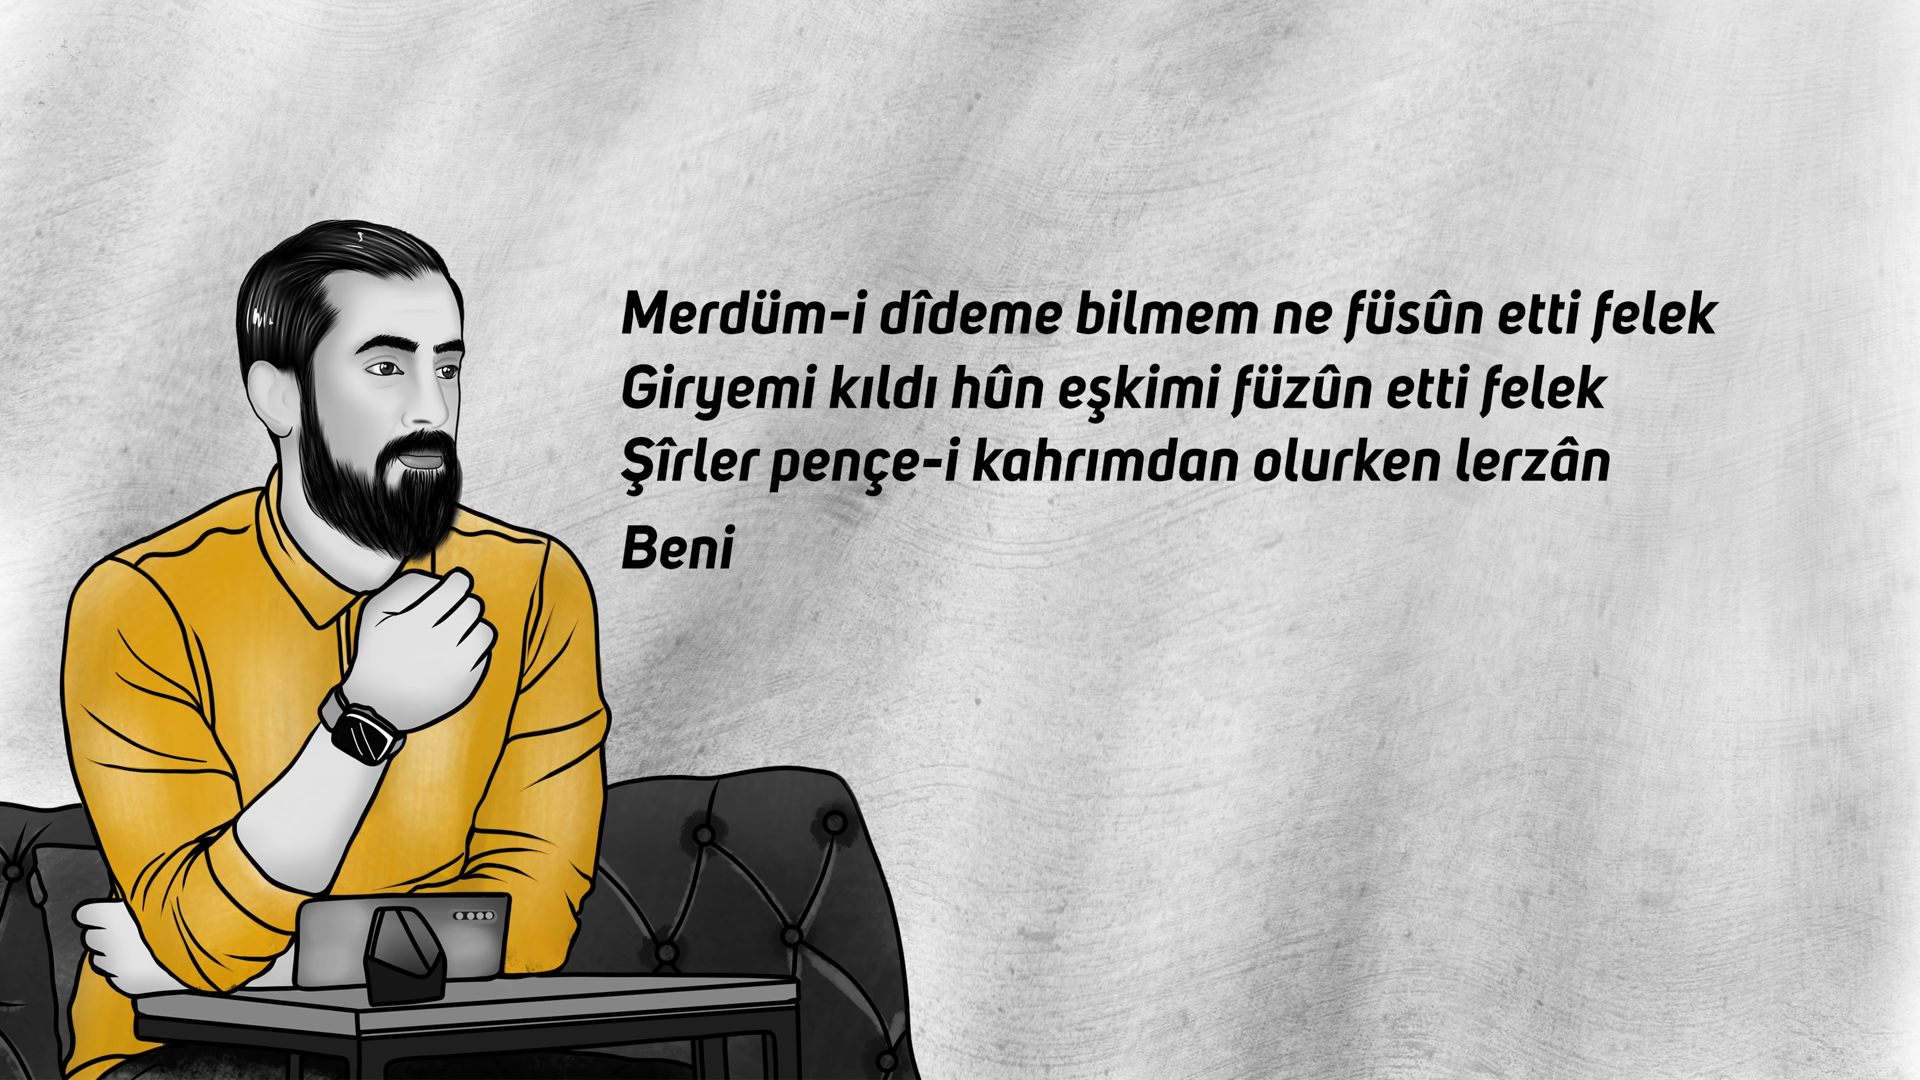 Merdüm-i dîdeme bilmem ne füsûn etti felek
Giryemi kıldı hûn eşkimi füzûn etti felek
Şîrler pençe-i kahrımdan olurken lerzân
Beni